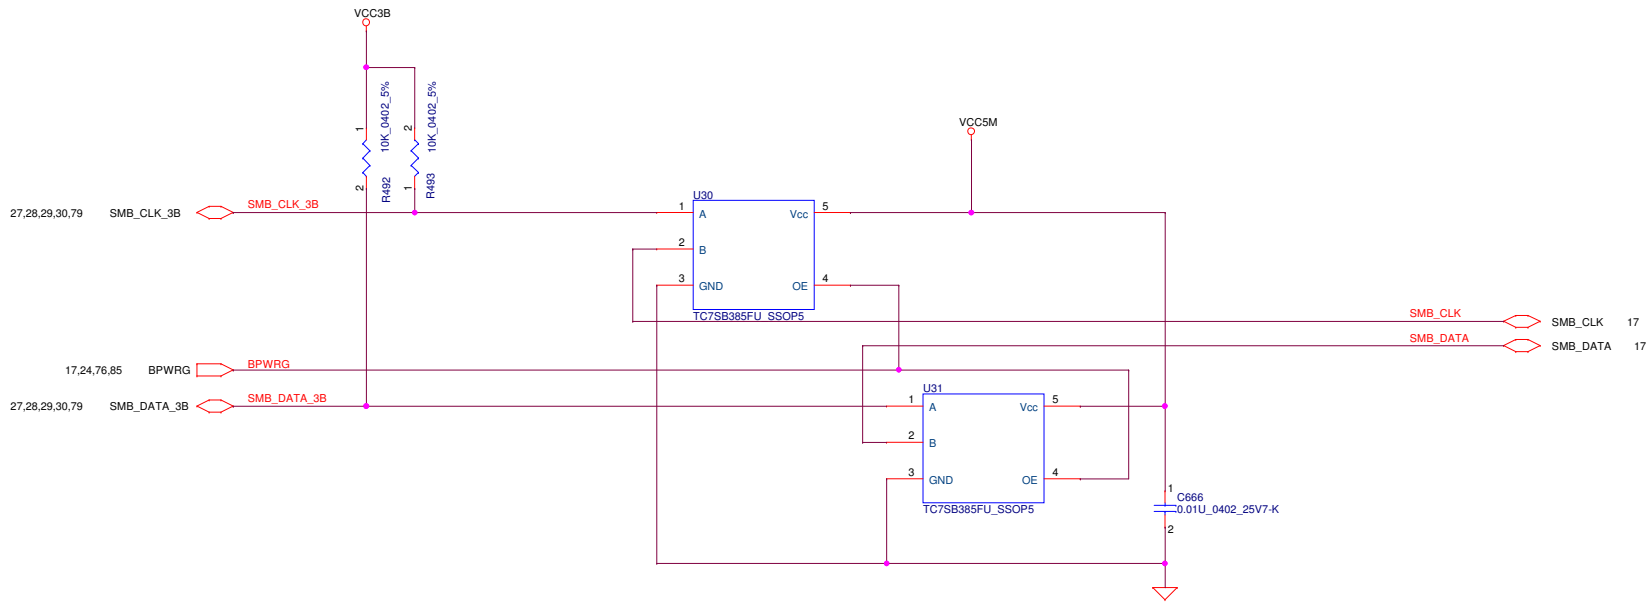 VCC3B
1
10K_0402_5%
2
10K_0402_5%
2
R492
1
R493
VCC5M
27,28,29,30,79 SMB_CLK_3B SMB_CLK_3B
U30
1 A Vcc 5
2 B
3 GND OE 4
TC7SB385FU_SSOP5
SMB_CLK SMB_CLK 17
SMB_DATA SMB_DATA 17
17,24,76,85 BPWRG BPWRG
27,28,29,30,79 SMB_DATA_3B SMB_DATA_3B
U31
1 A Vcc 5
2 B
3 GND OE 4
TC7SB385FU_SSOP5
1
C666
0.01U_0402_25V7-K
2